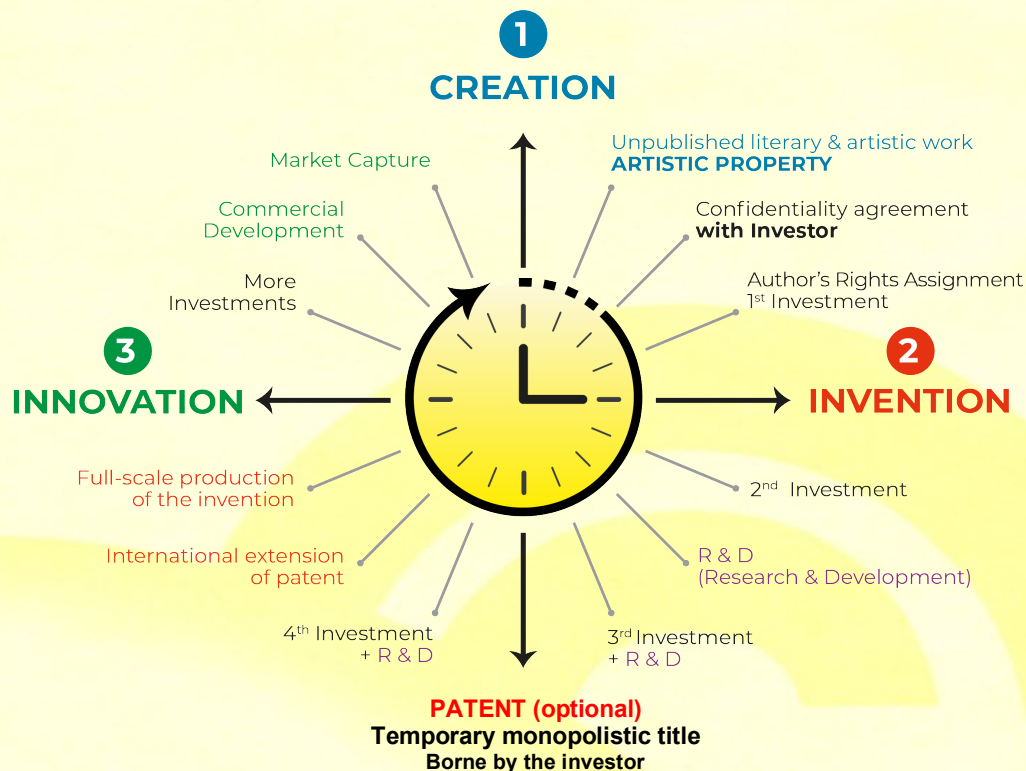 1
CREATION
Unpublished literary & artistic work
ARTISTIC PROPERTY
Confidentiality agreement
with Investor
Author's Rights Assignment
1st Investment
2
INVENTION
2nd Investment
R & D
(Research & Development)
3rd Investment
+ R & D
PATENT (optional)
Temporary monopolistic title
Borne by the investor
4th Investment
+ R & D
International extension
of patent
Full-scale production
of the invention
3
INNOVATION
More
Investments
Commercial
Development
Market Capture